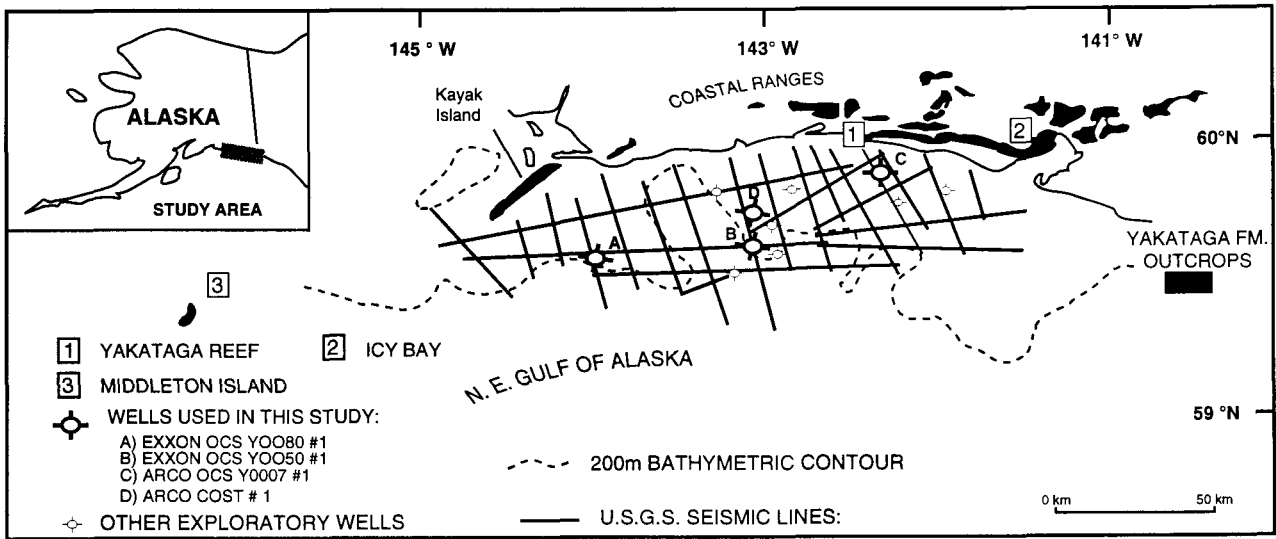 145° W
143° W
141° W
ALASKA
STUDY AREA
Kayak
Island
COASTAL RANGES
1
2
60°N
C
D
B
A
YAKATAGA FM.
OUTCROPS
3
1 YAKATAGA REEF
2 ICY BAY
3 MIDDLETON ISLAND
N. E. GULF OF ALASKA
59 °N
WELLS USED IN THIS STUDY:
A) EXXON OCS YOO80 #1
B) EXXON OCS YOO50 #1
C) ARCO OCS Y0007 #1
D) ARCO COST # 1
OTHER EXPLORATORY WELLS
200m BATHYMETRIC CONTOUR
U.S.G.S. SEISMIC LINES:
0 km 50 km